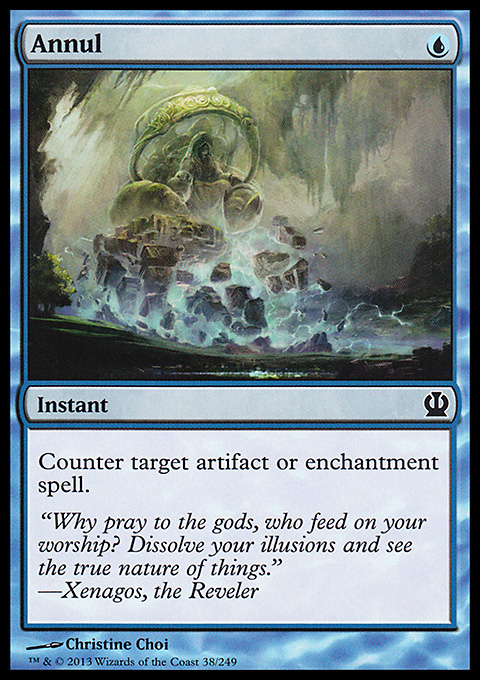 Annul
Instant
Counter target artifact or enchantment
spell.
“Why pray to the gods, who feed on your
worship? Dissolve your illusions and see
the true nature of things.”
—Xenagos, the Reveler
Christine Choi
™ & © 2013 Wizards of the Coast 38/249